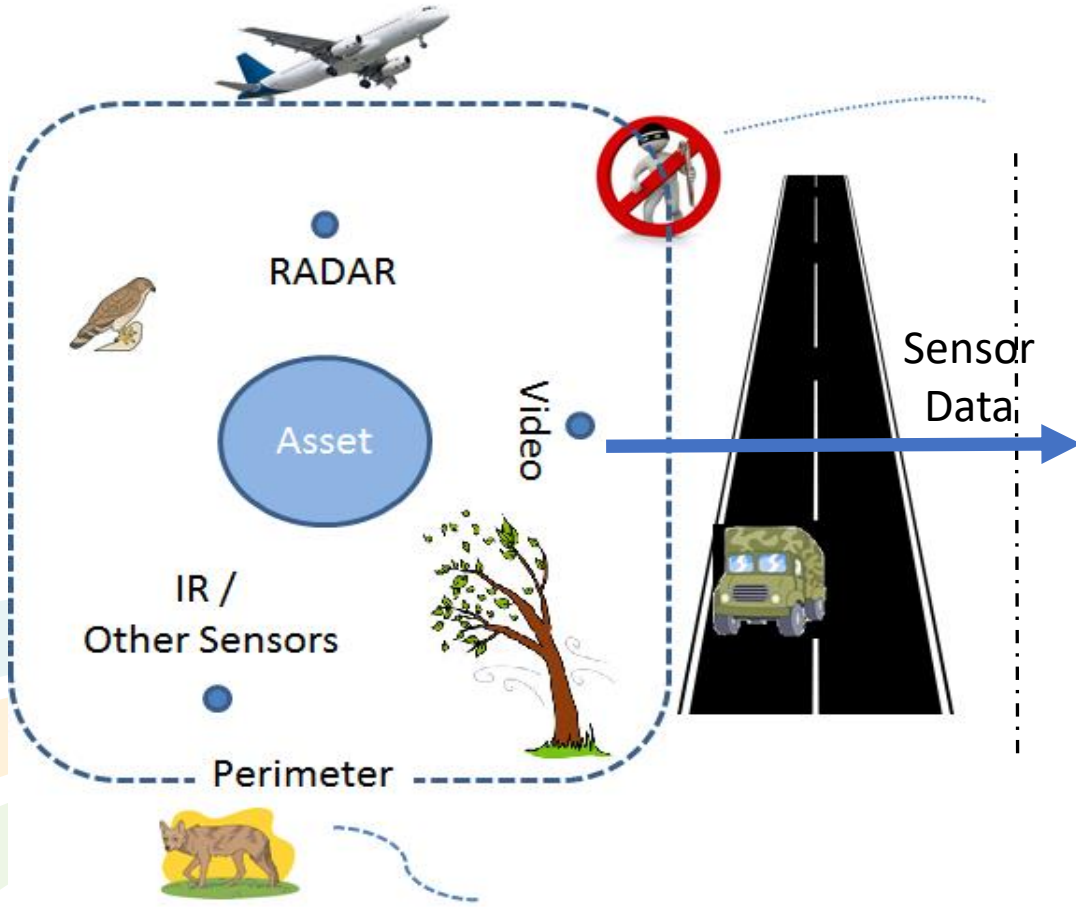 RADAR
Sensor
Data
Video
Asset
IR /
Other Sensors
Perimeter